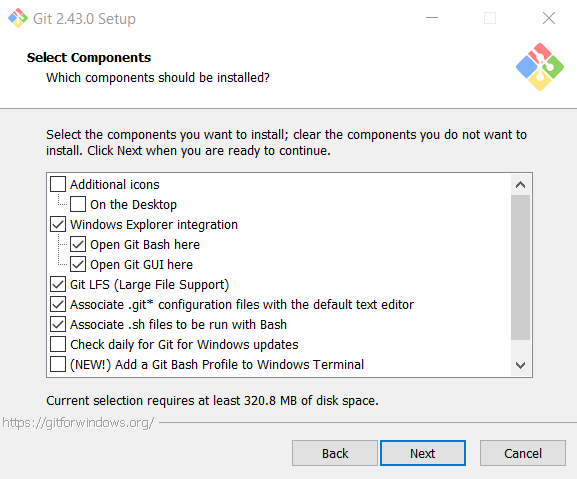 Git 2.43.0 Setup
Select Components
Which components should be installed?
Select the components you want to install; clear the components you do not want to
install. Click Next when you are ready to continue.
Additional icons
On the Desktop
Windows Explorer integration
Open Git Bash here
Open Git GUI here
Git LFS (Large File Support)
Associate .git* configuration files with the default text editor
Associate .sh files to be run with Bash
Check daily for Git for Windows updates
(NEW!) Add a Git Bash Profile to Windows Terminal
Current selection requires at least 320.8 MB of disk space.
https://gitforwindows.org/
Back
Next
Cancel